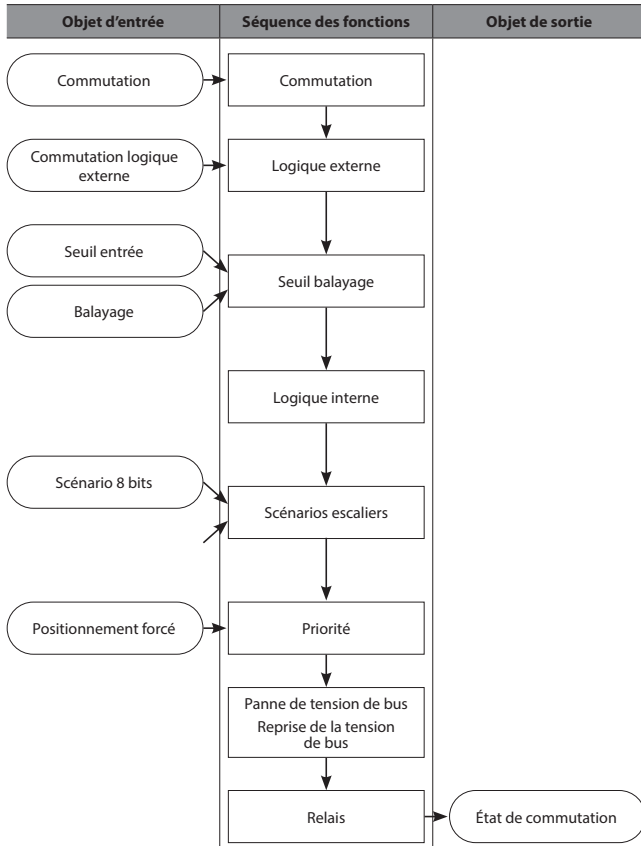 Objet d'entrée
Séquence des fonctions
Objet de sortie
Commutation
Commutation
Commutation logique
externe
Logique externe
Seuil entrée
Seuil balayage
Balayage
Logique interne
Scénario 8 bits
Scénarios escaliers
Positionnement forcé
Priorité
Panne de tension de bus
Reprise de la tension
de bus
Relais
État de commutation